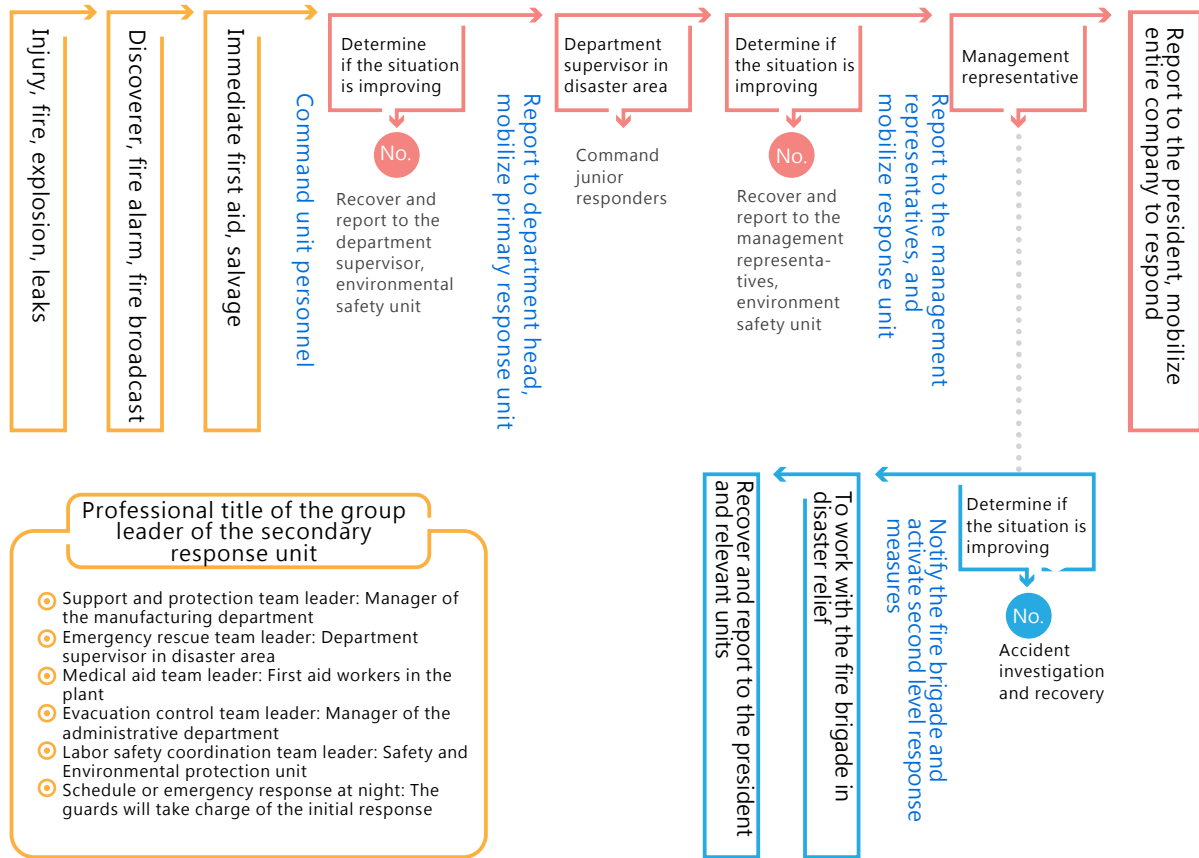 Injury, fire, explosion, leaks
Discoverer, fire alarm, fire broadcast
Immediate first aid, salvage
Command unit personnel
Determine
if the situation
is improving
No.
Recover and
report to the
department
supervisor,
environmental
safety unit
Report to department head,
mobilize primary response unit
Department
supervisor in
disaster area
Command
junior
responders
Determine if
the situation is
improving
No.
Recover and
report to the
management
representa-
tives,
environment
safety unit
Report to the management
representatives, and
mobilize response unit
Management
representative
Report to the president, mobilize
entire company to respond
Determine if
the situation is
improving
No.
Accident
investigation
and recovery
Notify the fire brigade and
activate second level response
measures
To work with the fire brigade in
disaster relief
Recover and report to the president
and relevant units
Professional title of the group
leader of the secondary
response unit
Support and protection team leader: Manager of
the manufacturing department
Emergency rescue team leader: Department
supervisor in disaster area
Medical aid team leader: First aid workers in the
plant
Evacuation control team leader: Manager of the
administrative department
Labor safety coordination team leader: Safety and
Environmental protection unit
Schedule or emergency response at night: The
guards will take charge of the initial response